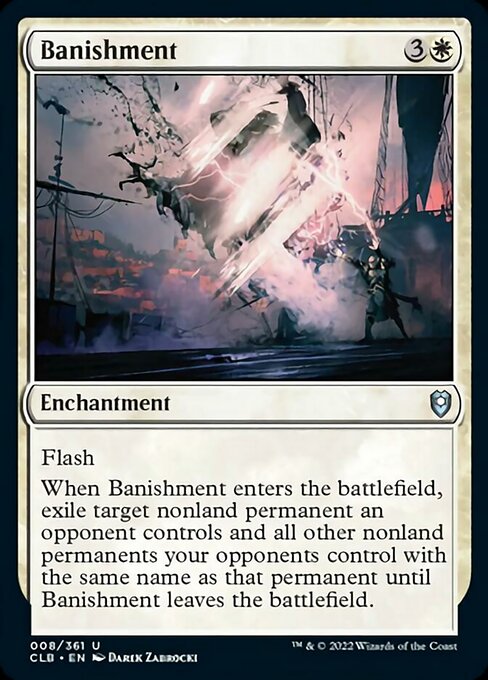 Banishment 3
Enchantment
Flash
When Banishment enters the battlefield,
exile target nonland permanent an
opponent controls and all other nonland
permanents your opponents control with
the same name as that permanent until
Banishment leaves the battlefield.
008/361 U
™ & © 2022 Wizards of the Coast
CLB • EN Darek Zabrocki